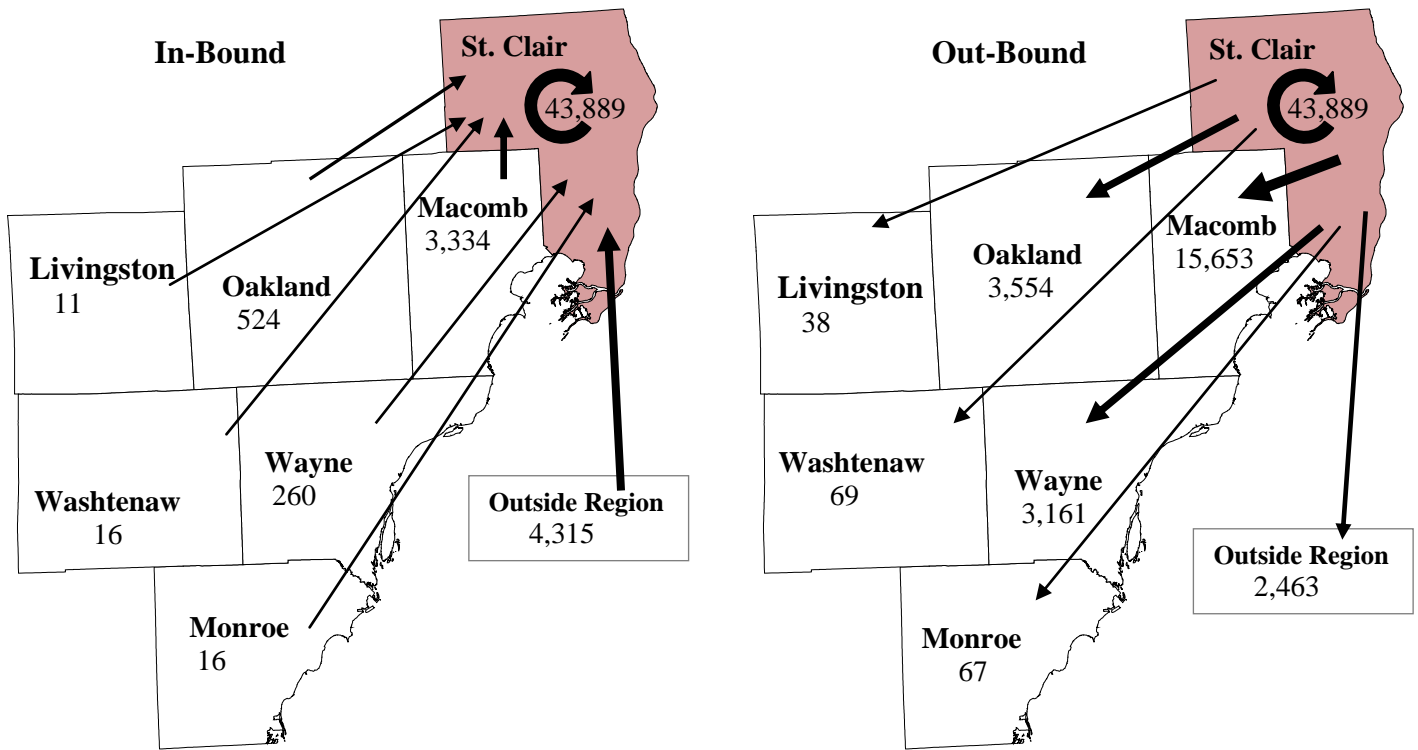 In-Bound
St. Clair
43,889
Macomb
3,334
Livingston
11
Oakland
524
Wayne
260
Washtenaw
16
Outside Region
4,315
Monroe
16
Out-Bound
St. Clair
43,889
Macomb
15,653
Oakland
3,554
Livingston
38
Washtenaw
69
Wayne
3,161
Outside Region
2,463
Monroe
67